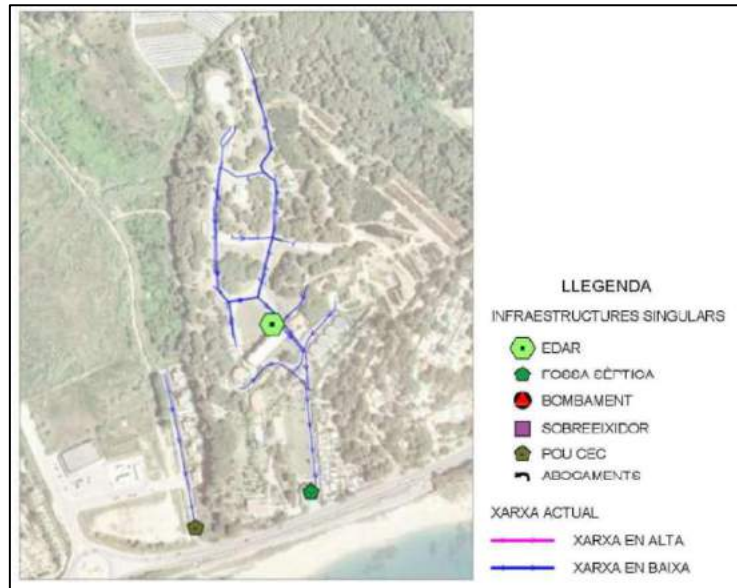 LLEGENDA
INFRAESTRUCTURES SINGULARS
EDAR
FOSSA SÈPTICA
BOMBAMENT
SOBREEIXIDOR
POU CEC
ABOCAMENTS
XARXA ACTUAL
XARXA EN ALTA
XARXA EN BAIXA